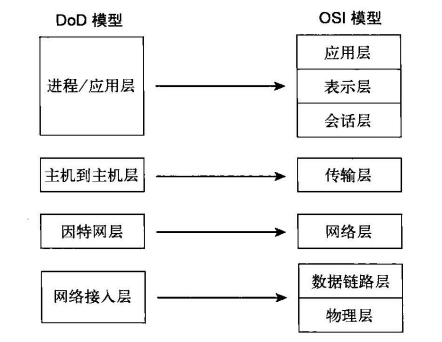 DoD 模型
OSI 模型
进程/应用层
应用层
表示层
会话层
主机到主机层
传输层
因特网层
网络层
网络接入层
数据链路层
物理层